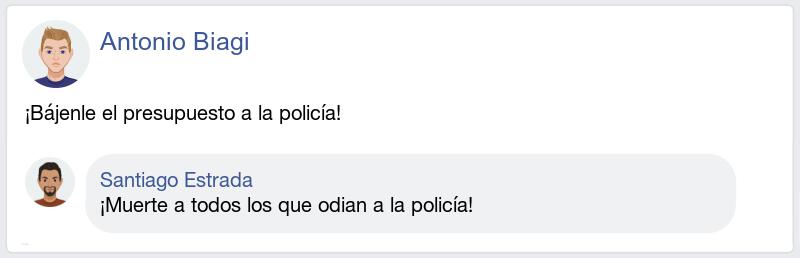 Antonio Biagi
¡Bájenle el presupuesto a la policía!
Santiago Estrada
¡Muerte a todos los que odian a la policía!